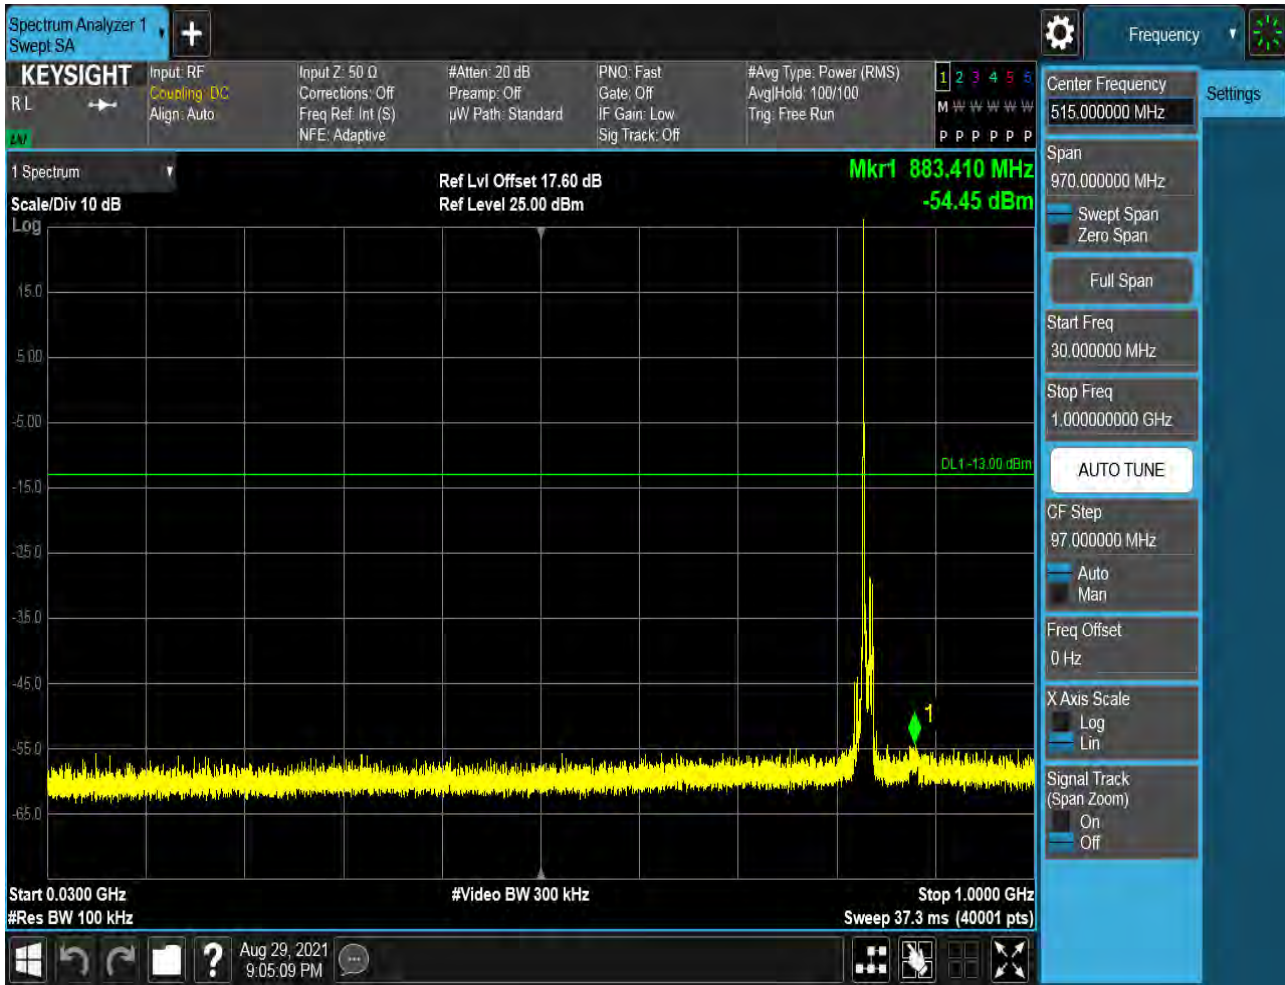 Spectrum Analyzer 1
Swept SA
Frequency
KEYSIGHT
R L
Input: RF
Coupling: DC
Align: Auto
Input Z: 50 Ω
Corrections: Off
Freq Ref: Int (S)
NFE: Adaptive
#Atten: 20 dB
Preamp: Off
µW Path: Standard
PNO: Fast
Gate: Off
IF Gain: Low
Sig Track: Off
#Avg Type: Power (RMS)
Avg|Hold: 100/100
Trig: Free Run
1 2 3 4 5 6
M W W W W W
P P P P P P
1 Spectrum
Scale/Div 10 dB
Log
Ref Lvl Offset 17.60 dB
Ref Level 25.00 dBm
Mkr1 883.410 MHz
-54.45 dBm
15.0
5.00
-5.00
-15.0
-25.0
-35.0
-45.0
-55.0
-65.0
DL1 -13.00 dBm
1
Start 0.0300 GHz
#Res BW 100 kHz
#Video BW 300 kHz
Stop 1.0000 GHz
Sweep 37.3 ms (40001 pts)
Center Frequency
515.000000 MHz
Settings
Span
970.000000 MHz
Swept Span
Zero Span
Full Span
Start Freq
30.000000 MHz
Stop Freq
1.000000000 GHz
AUTO TUNE
CF Step
97.000000 MHz
Auto
Man
Freq Offset
0 Hz
X Axis Scale
Log
Lin
Signal Track
(Span Zoom)
On
Off
?
Aug 29, 2021
9:05:09 PM